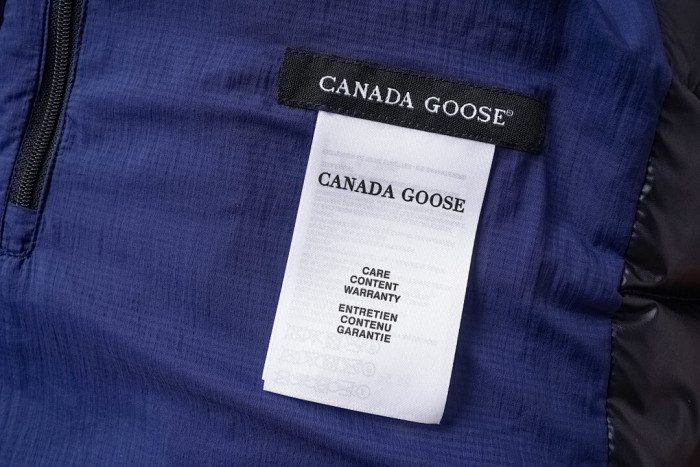 CANADA GOOSE®
CANADA GOOSE
CARE
CONTENT
WARRANTY
ENTRETIEN
CONTENU
GARANTIE